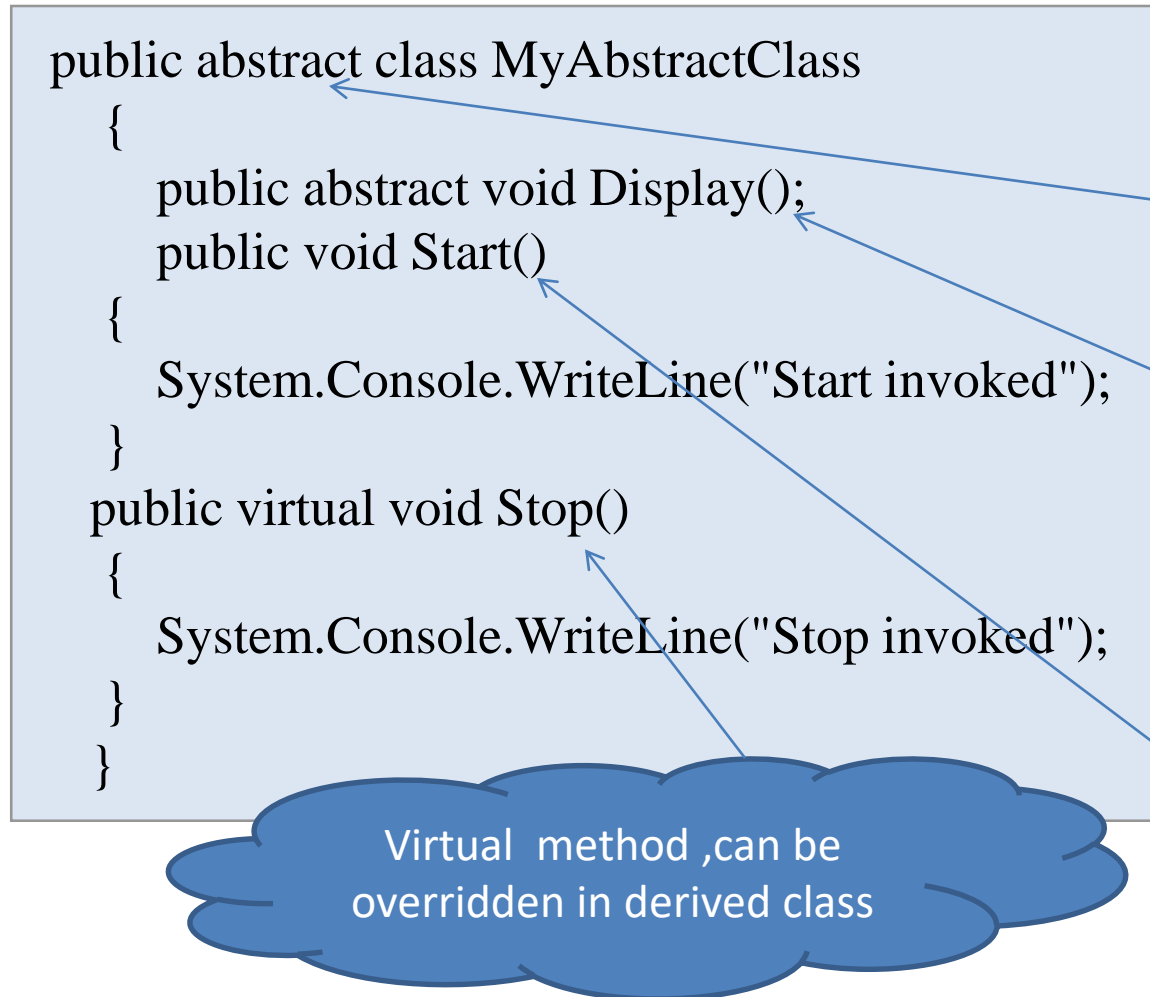 public abstract class MyAbstractClass
{
public abstract void Display();
public void Start()
{
System.Console.WriteLine("Start invoked");
}
public virtual void Stop()
{
System.Console.WriteLine("Stop invoked");
}
}
Virtual method ,can be
overridden in derived class